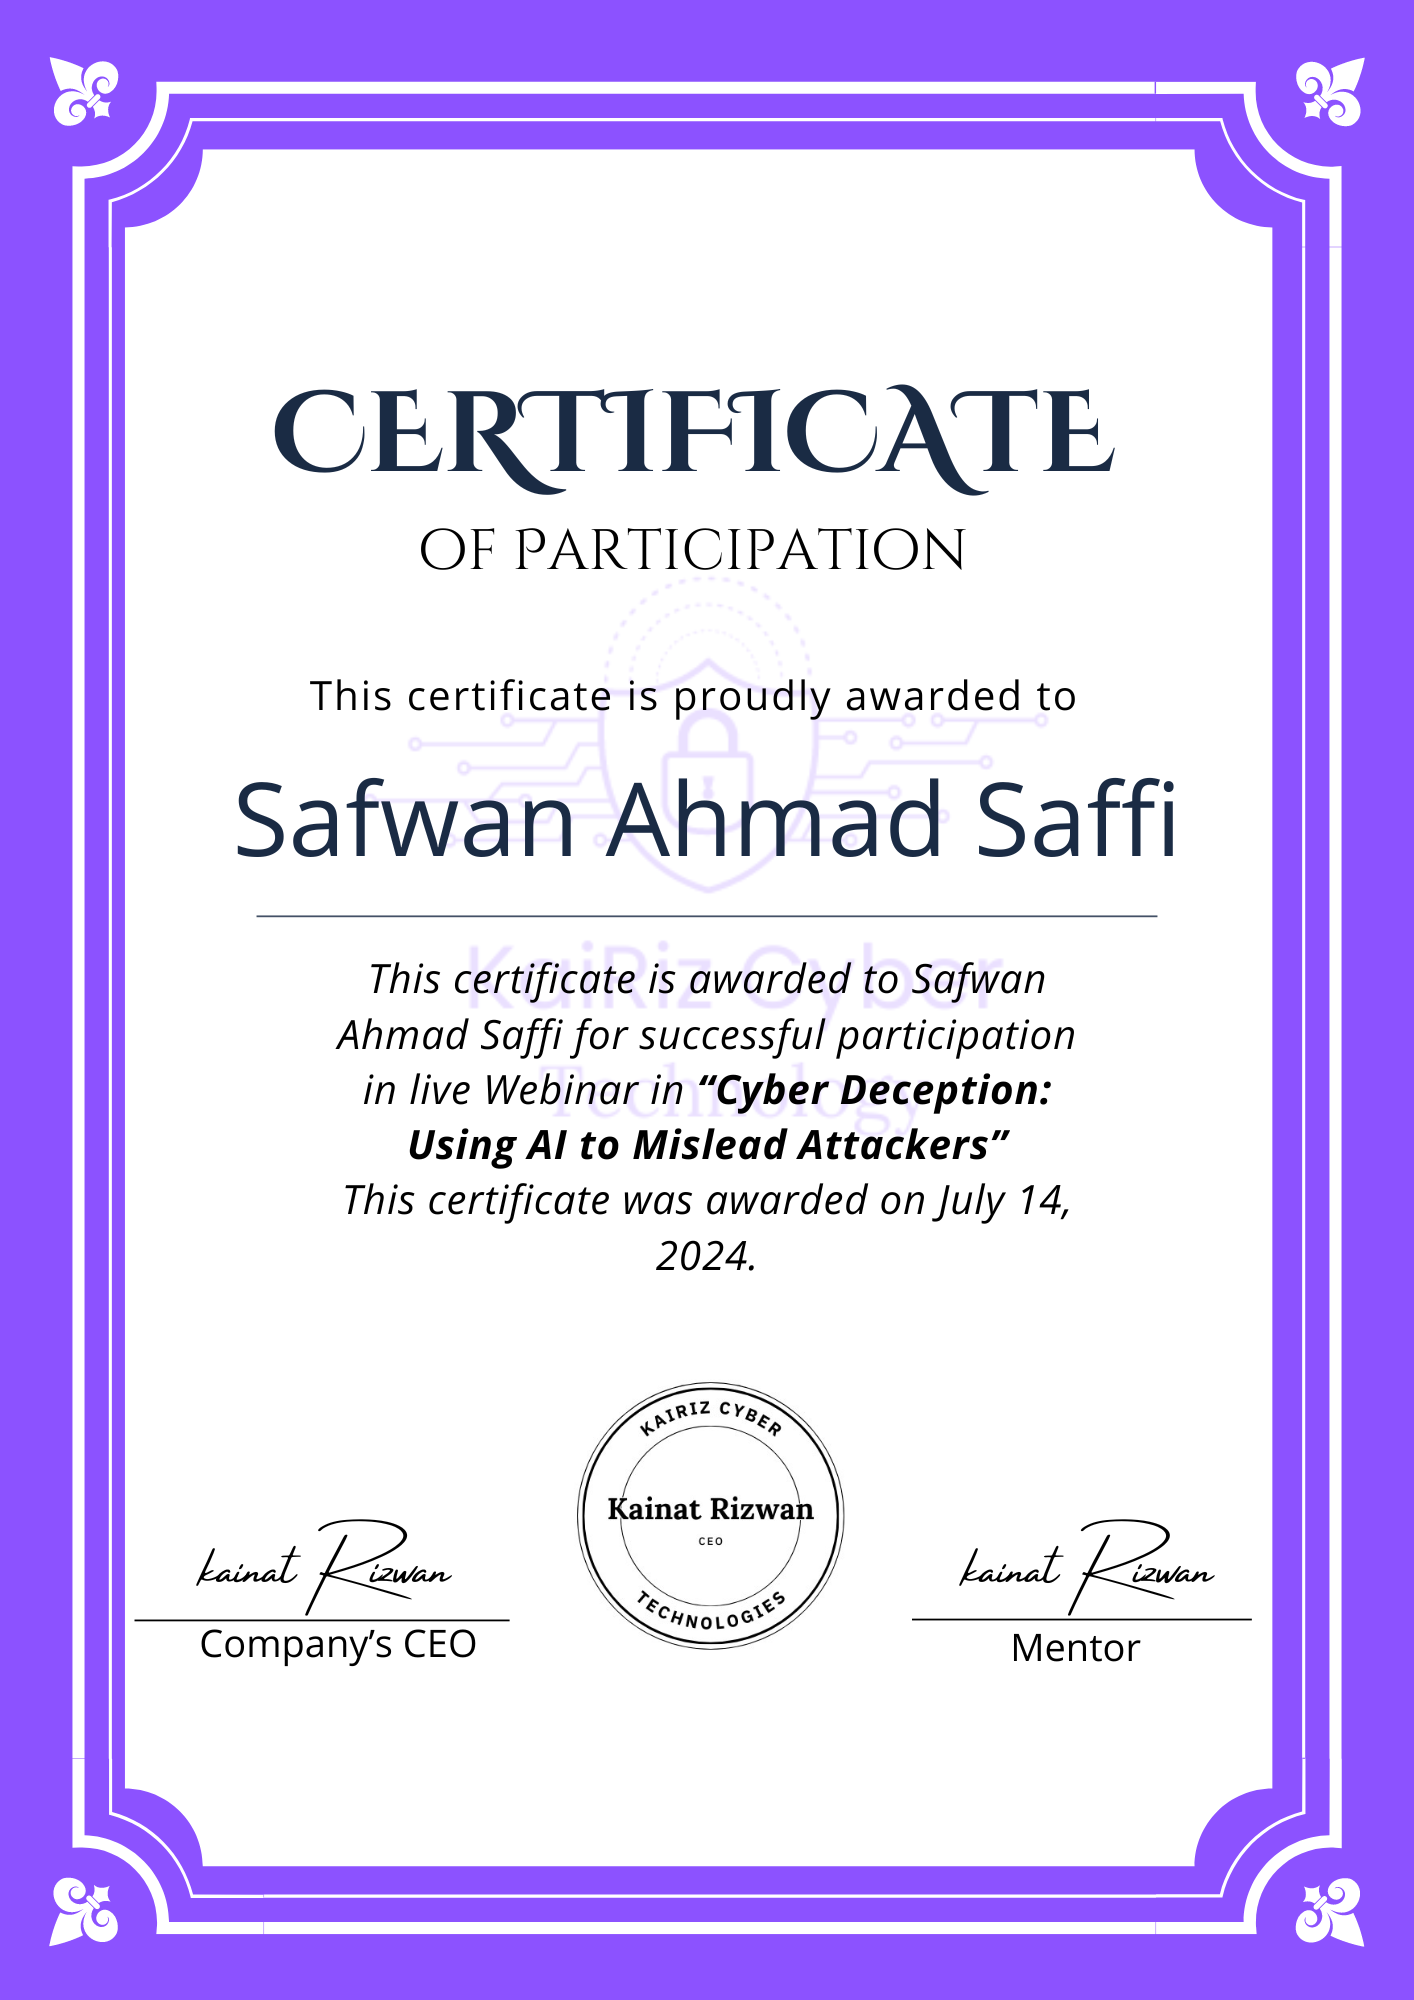 CERTIFICATE
OF PARTICIPATION
This certificate is proudly awarded to
Safwan Ahmad Saffi
KaiRiz Cyber
Technology
This certificate is awarded to Safwan
Ahmad Saffi for successful participation
in live Webinar in “Cyber Deception:
Using AI to Mislead Attackers”
This certificate was awarded on July 14,
2024.
KAIRIZ CYBER
Kainat Rizwan
CEO
TECHNOLOGIES
kainat Rizwan
Company’s CEO
kainat Rizwan
Mentor